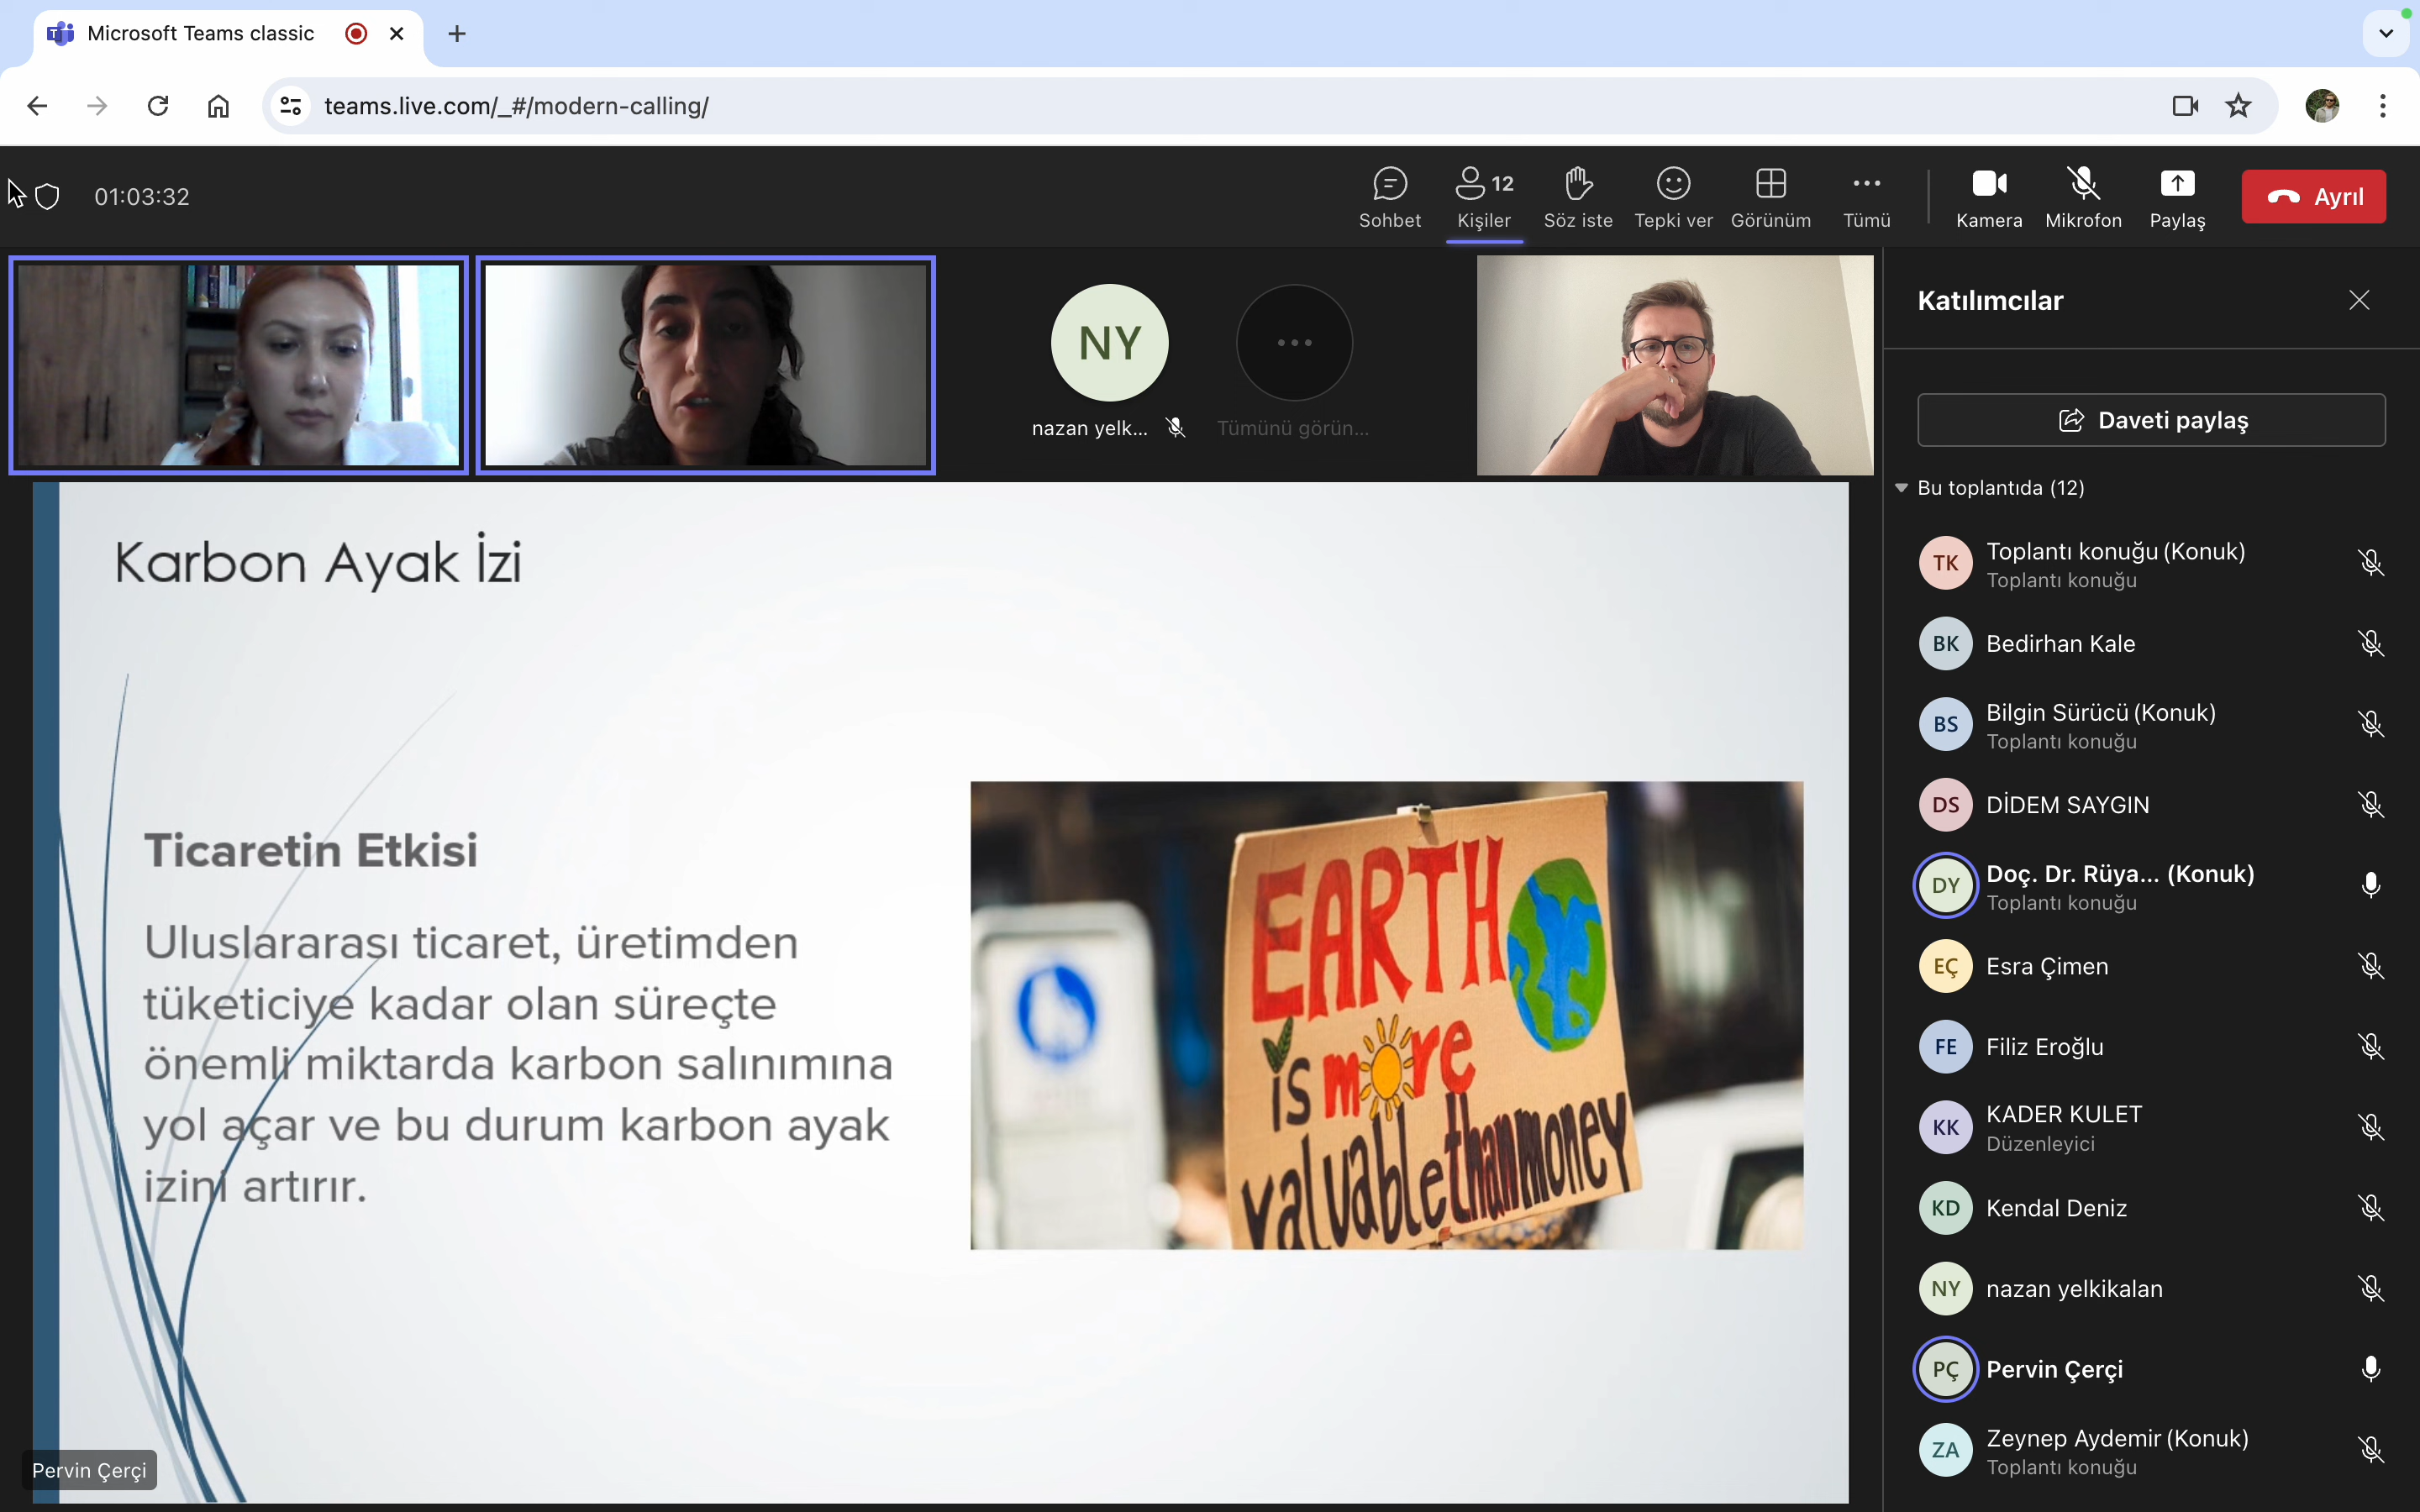 Microsoft Teams classic
teams.live.com/_#/modern-calling/
01:03:32
Sohbet
12
Kişiler
Söz iste
Tepki ver
Görünüm
Tümü
Kamera
Mikrofon
Paylaş
Ayrıl
NY
nazan yelk...
Tümünü görün...
Karbon Ayak İzi
Ticaretin Etkisi
Uluslararası ticaret, üretimden
tüketiciye kadar olan süreçte
önemli miktarda karbon salınımına
yol açar ve bu durum karbon ayak
izini artırır.
EARTH
is more
valuable than money
Pervin Çerçi
Katılımcılar
Daveti paylaş
Bu toplantıda (12)
TK
Toplantı konuğu (Konuk)
Toplantı konuğu
BK
Bedirhan Kale
BS
Bilgin Sürücü (Konuk)
Toplantı konuğu
DS
DİDEM SAYGIN
DY
Doç. Dr. Rüya... (Konuk)
Toplantı konuğu
EÇ
Esra Çimen
FE
Filiz Eroğlu
KK
KADER KULET
Düzenleyici
KD
Kendal Deniz
NY
nazan yelkikalan
PÇ
Pervin Çerçi
ZA
Zeynep Aydemir (Konuk)
Toplantı konuğu